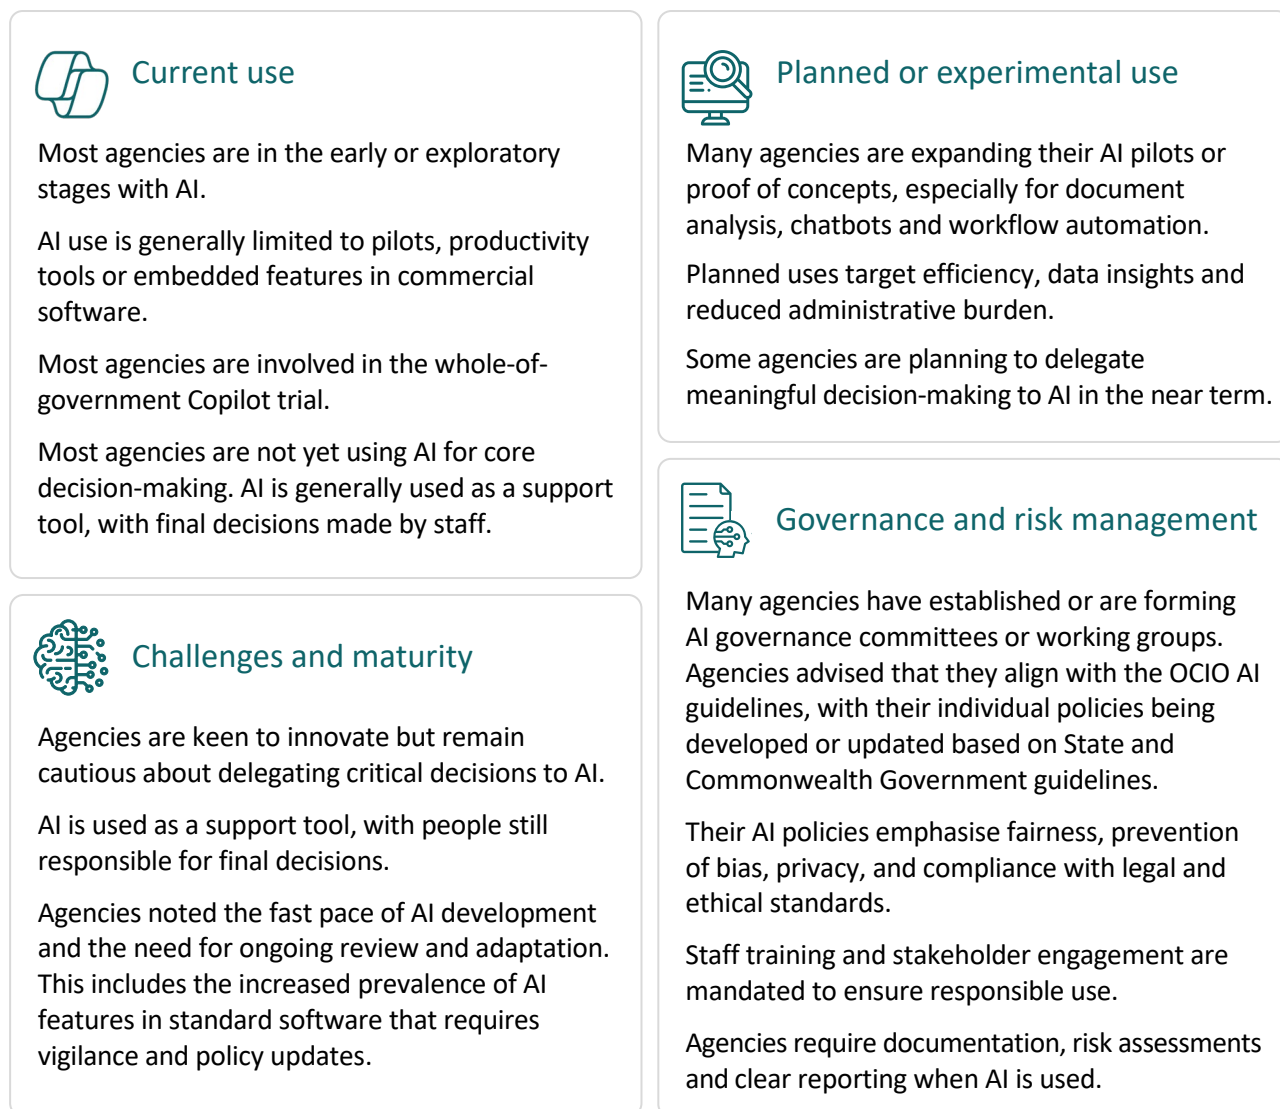 Current use
Most agencies are in the early or exploratory
stages with AI.
AI use is generally limited to pilots, productivity
tools or embedded features in commercial
software.
Most agencies are involved in the whole-of-
government Copilot trial.
Most agencies are not yet using AI for core
decision-making. AI is generally used as a support
tool, with final decisions made by staff.
Planned or experimental use
Many agencies are expanding their AI pilots or
proof of concepts, especially for document
analysis, chatbots and workflow automation.
Planned uses target efficiency, data insights and
reduced administrative burden.
Some agencies are planning to delegate
meaningful decision-making to AI in the near term.
Challenges and maturity
Agencies are keen to innovate but remain
cautious about delegating critical decisions to AI.
AI is used as a support tool, with people still
responsible for final decisions.
Agencies noted the fast pace of AI development
and the need for ongoing review and adaptation.
This includes the increased prevalence of AI
features in standard software that requires
vigilance and policy updates.
Governance and risk management
Many agencies have established or are forming
AI governance committees or working groups.
Agencies advised that they align with the OCIO AI
guidelines, with their individual policies being
developed or updated based on State and
Commonwealth Government guidelines.
Their AI policies emphasise fairness, prevention
of bias, privacy, and compliance with legal and
ethical standards.
Staff training and stakeholder engagement are
mandated to ensure responsible use.
Agencies require documentation, risk assessments
and clear reporting when AI is used.